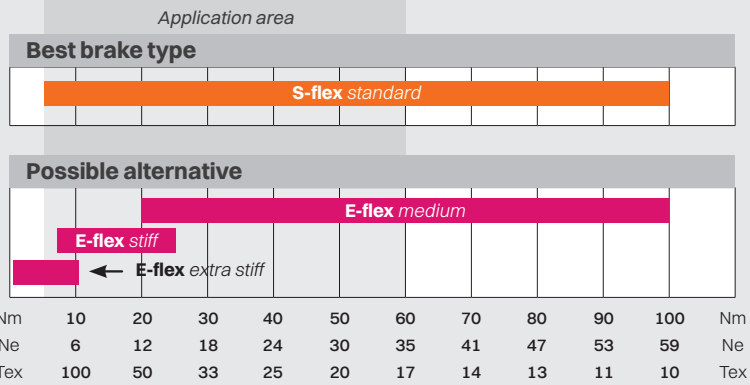 Application area
Best brake type
S-flex standard
Possible alternative
E-flex medium
E-flex stiff
E-flex extra stiff
Nm 10 20 30 40 50 60 70 80 90 100 Nm
Ne 6 12 18 24 30 35 41 47 53 59 Ne
Tex 100 50 33 25 20 17 14 13 11 10 Tex